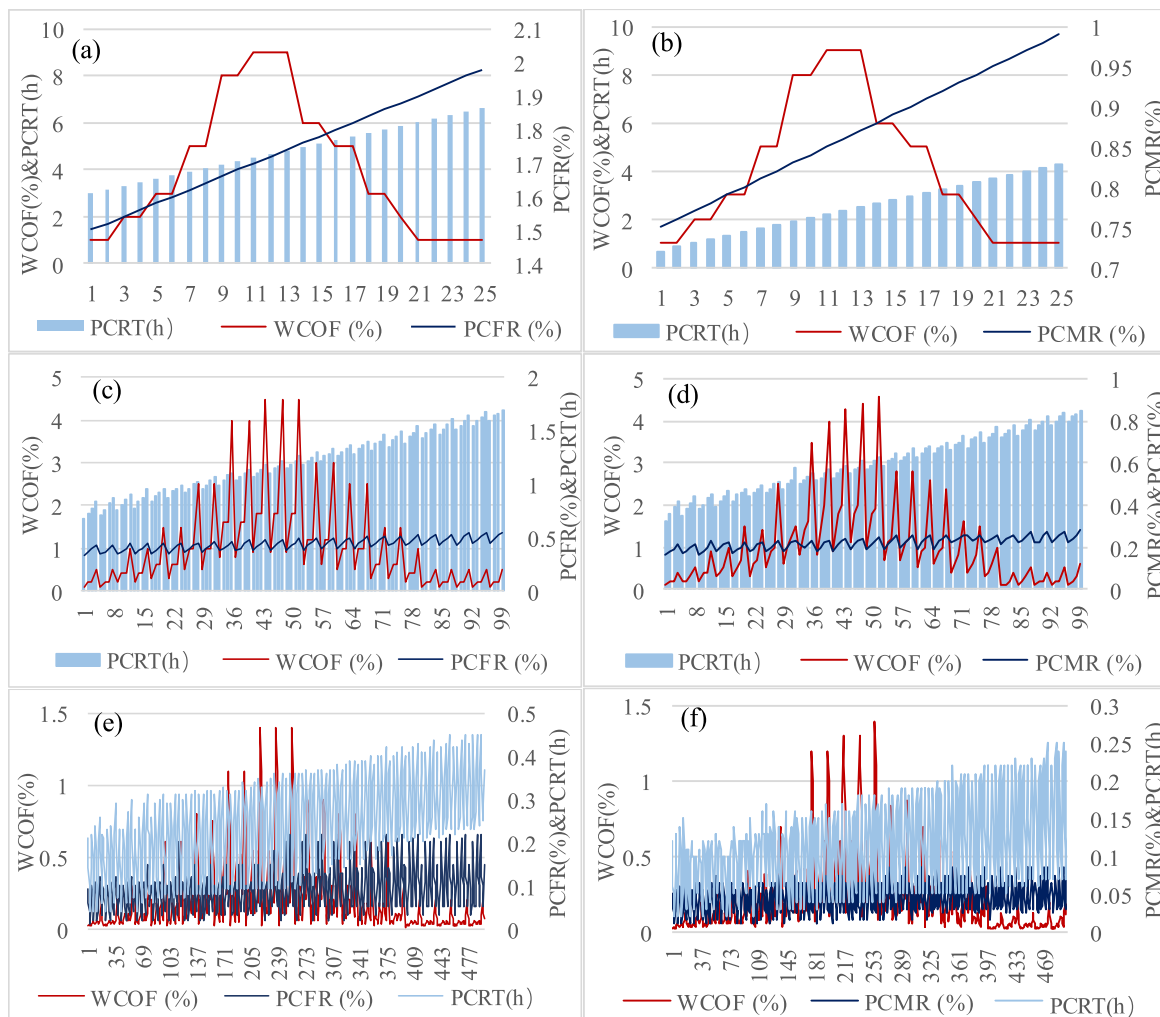 (a)
WCOF(%)&PCRT(h)
10
8
6
4
2
0
2.1
2
1.9
1.8
1.7
1.6
1.5
1.4
PCFR(%)
1 3 5 7 9 11 13 15 17 19 21 23 25
PCRT(h) WCOF (%) PCFR (%)
(b)
WCOF(%)&PCRT(h)
10
8
6
4
2
0
1
0.95
0.9
0.85
0.8
0.75
0.7
PCMR(%)
1 3 5 7 9 11 13 15 17 19 21 23 25
PCRT(h) WCOF (%) PCMR (%)
(c)
WCOF(%)
5
4
3
2
1
0
2
1.5
1
0.5
0
PCFR(%)&PCRT(h)
1 8 15 22 29 36 43 50 57 64 71 78 85 92 99
PCRT(h) WCOF (%) PCFR (%)
(d)
WCOF(%)
5
4
3
2
1
0
1
0.8
0.6
0.4
0.2
0
PCMR(%)&PCRT(%)
1 8 15 22 29 36 43 50 57 64 71 78 85 92 99
PCRT(h) WCOF (%) PCMR (%)
(e)
WCOF(%)
1.5
1
0.5
0
0.5
0.4
0.3
0.2
0.1
0
PCFR(%)&PCRT(h)
1 35 69 103 137 171 205 239 273 307 341 375 409 443 477
WCOF (%) PCFR (%) PCRT(h)
(f)
WCOF(%)
1.5
1
0.5
0
0.3
0.25
0.2
0.15
0.1
0.05
0
PCMR(%)&PCRT(h)
1 37 73 109 145 181 217 253 289 325 361 397 433 469
WCOF (%) PCMR (%) PCRT(h)